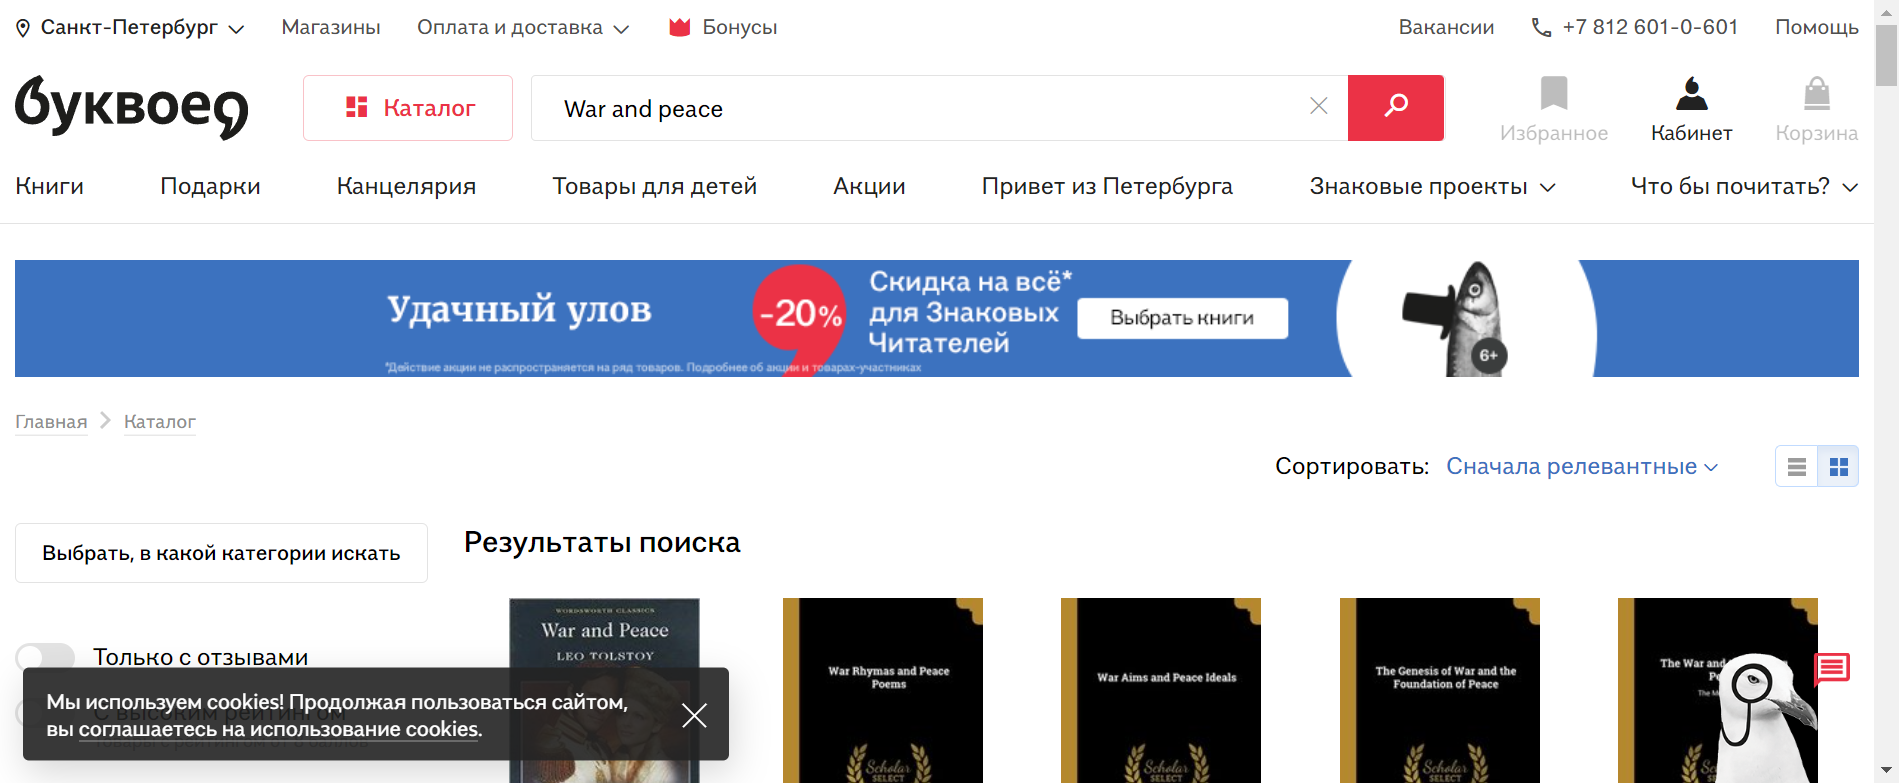 Санкт-Петербург Магазины Оплата и доставка Бонусы Вакансии +7 812 601-0-601 Помощь
буквоед Каталог War and peace Избранное Кабинет Корзина
Книги Подарки Канцелярия Товары для детей Акции Привет из Петербурга Знаковые проекты Что бы почитать?
Удачный улов
-20%
Скидка на всё*
для Знаковых
Читателей
Выбрать книги
6+
*Действие акции не распространяется на ряд товаров. Подробнее об акции и товарах-участниках
Главная Каталог
Сортировать: Сначала релевантные
Выбрать, в какой категории искать
Результаты поиска
Только с отзывами
С высоким рейтингом
Мы используем cookies! Продолжая пользоваться сайтом,
вы соглашаетесь на использование cookies.
WORDSWORTH CLASSICS
War and Peace
LEO TOLSTOY
War Rhymas and Peace
Poems
Scholar
SELECT
War Aims and Peace Ideals
Scholar
SELECT
The Genesis of War and the
Foundation of Peace
Scholar
SELECT
The War and